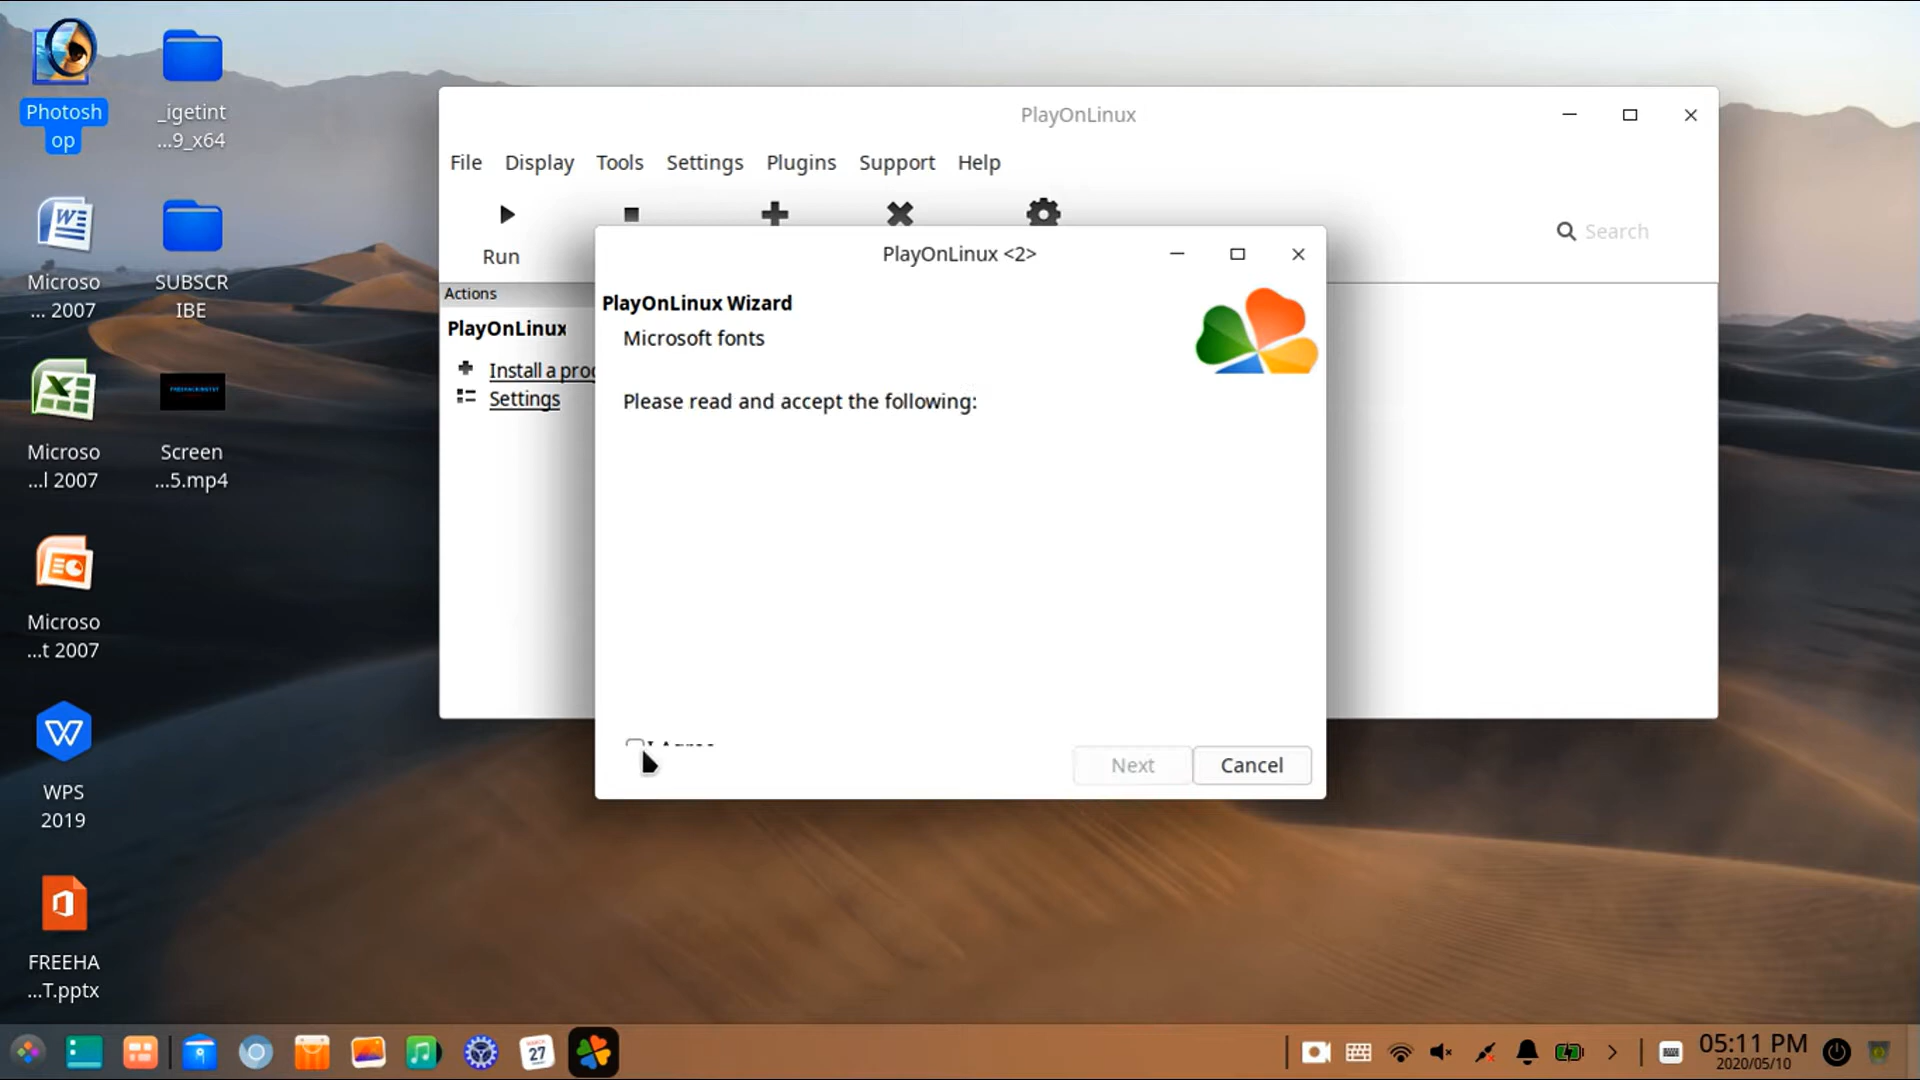 Photosh
op
_igetint
...9_x64
Microso
... 2007
SUBSCR
IBE
Microso
...l 2007
Screen
...5.mp4
Microso
...t 2007
WPS
2019
FREEHA
...T.pptx
PlayOnLinux
File Display Tools Settings Plugins Support Help
Run
Search
Actions
PlayOnLinux
Install a prog
Settings
PlayOnLinux <2>
PlayOnLinux Wizard
Microsoft fonts
Please read and accept the following:
I Agree
Next Cancel
27
05:11 PM
2020/05/10